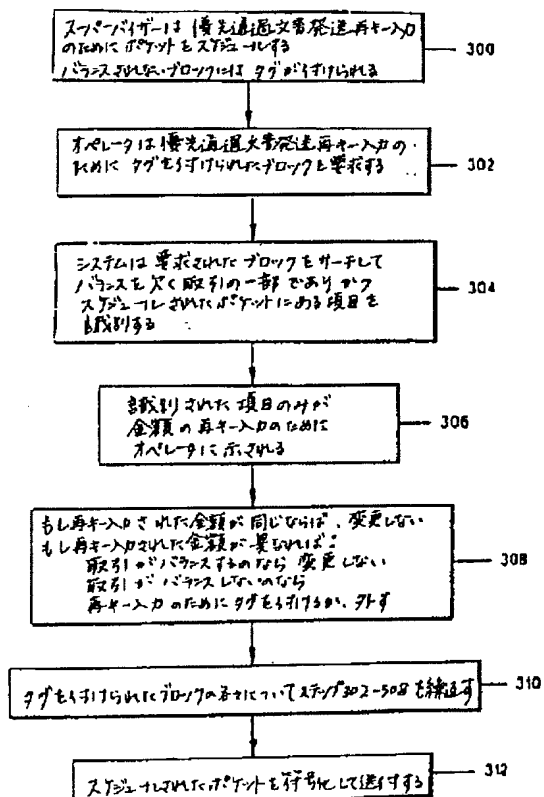 スーパーバイザーは優先通過文書発送再キー入力
のためにポケットをスケジュールする
バランスされないブロックにはタグが付けられる
300
オペレータは優先通過文書発送再キー入力の
ためにタグを付けられたブロックを要求する
302
システムは要求されたブロックをサーチして
バランスを欠く取引の一部でありかつ
スケジュールされたポケットにある項目を
識別する
304
識別された項目のみが
金額の再キー入力のために
オペレータに示される
306
もし再キー入力された金額が同じならば、変更しない
もし再キー入力された金額が異なれば:
取引がバランスするのなら変更しない
取引がバランスしないのなら
再キー入力のためにタグを付けるか、外す
308
タグを付けられたブロックの各々についてステップ302-308を繰返す
310
スケジュールされたポケットを符号化して送付する
312